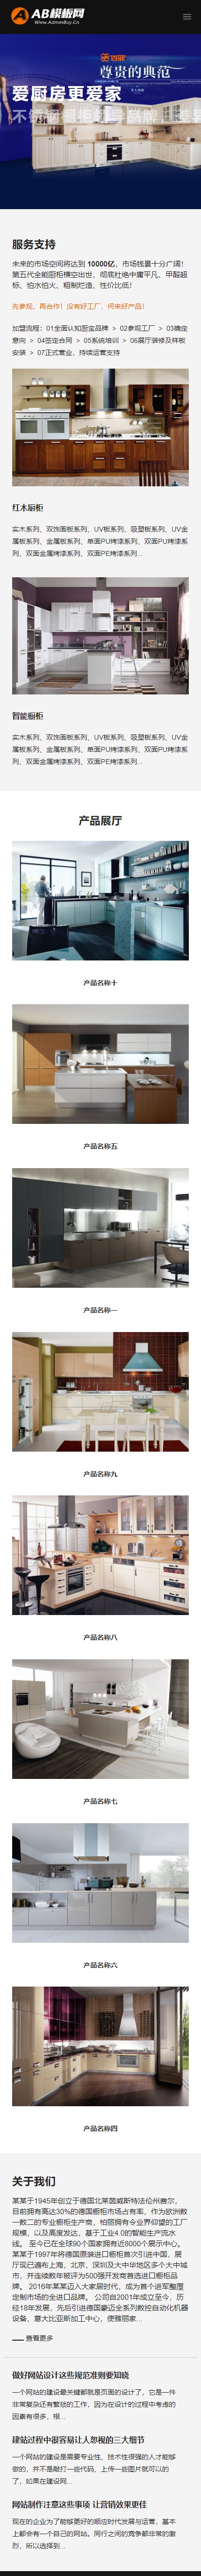 AB模板网
Www.AdminBuy.Cn
尊贵的典范
爱厨房更爱家
服务支持
未来的市场空间将达到 10000亿，市场钱景十分广阔！
第五代全能厨柜横空出世，彻底杜绝中庸平凡、甲醛超
标、怕水怕火、粗制烂造、性价比低！
先参观，再合作！没有好工厂，何来好产品！
加盟流程：01全面认知厨宝品牌 > 02参观工厂 > 03确定
意向 > 04签定合同 > 05系统培训 > 06展厅装修及样板
安装 > 07正式营业，持续运营支持
红木厨柜
实木系列、双饰面板系列、UV板系列、吸塑板系列、UV金
属板系列、金属板系列、单面PU烤漆系列、双面PU烤漆系
列、双面金属烤漆系列、双面PE烤漆系列...
智能橱柜
实木系列、双饰面板系列、UV板系列、吸塑板系列、UV金
属板系列、金属板系列、单面PU烤漆系列、双面PU烤漆系
列、双面金属烤漆系列、双面PE烤漆系列...
产品展厅
产品名称十
产品名称五
产品名称一
产品名称九
产品名称八
产品名称七
产品名称六
产品名称四
关于我们
某某于1945年创立于德国北莱茵威斯特法伦州赛尔，
目前拥有高达30%的德国橱柜市场占有率，作为欧洲数
一数二的专业橱柜生产商，柏丽拥有令业界仰望的工厂
规模，以及高度发达，基于工业4.0的智能生产流水
线。 至今已在全球90个国家拥有近8000个展示中心。
某某于1997年将德国原装进口橱柜首次引进中国，展
厅现已遍布上海，北京，深圳及大中华地区多个大中城
市，并连续数年被评为500强开发商首选进口橱柜品
牌。 2016年某某迈入大家居时代，成为首个进军整屋
定制市场的全进口品牌。 公司自2001年成立至今，历
经18年发展，先后引进德国豪迈全系列数控自动化机器
设备、意大比亚斯加工中心，使雅丽家...
查看更多
做好网站设计这些规范准则要知晓
一个网站的建设最关键都就是页面的设计了，它是一件
非常复杂还有繁琐的工作，因为在设计的过程中考虑的
因素有很多，根...
建站过程中很容易让人忽视的三大细节
一个网站的建设是需要专业性、技术性很强的人才能够
做的，并不是敲打一些代码，上传一些图片就可以的
了，如果在建设网...
网站制作注意这些事项 让营销效果更佳
现在的企业为了能够更好的顺应时代发展与运营，基本
上都会有一个自己的网站。同行之间的竞争都非常的激
烈，所以选择到...